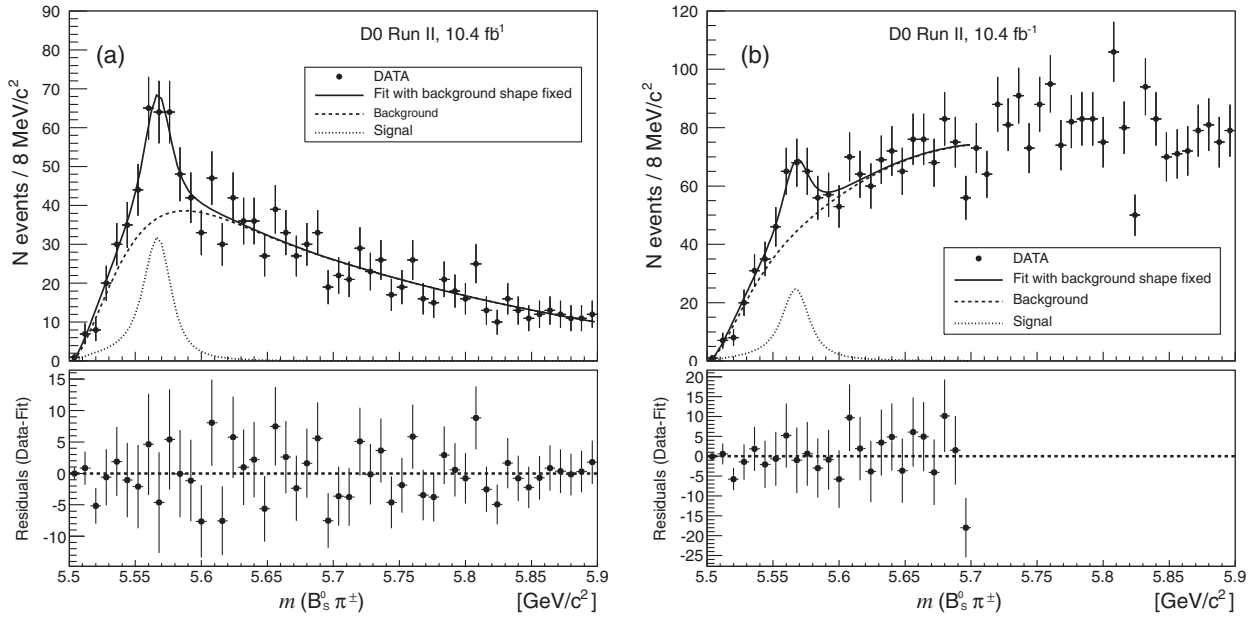 (a)
D0 Run II, 10.4 fb⁻¹
DATA
Fit with background shape fixed
Background
Signal
N events / 8 MeV/c²
90
80
70
60
50
40
30
20
10
0
Residuals (Data-Fit)
15
10
5
0
-5
-10
5.5 5.55 5.6 5.65 5.7 5.75 5.8 5.85 5.9
m (B⁰ₛ π±) [GeV/c²]
(b)
D0 Run II, 10.4 fb⁻¹
DATA
Fit with background shape fixed
Background
Signal
N events / 8 MeV/c²
120
100
80
60
40
20
0
Residuals (Data-Fit)
20
15
10
5
0
-5
-10
-15
-20
-25
5.5 5.55 5.6 5.65 5.7 5.75 5.8 5.85 5.9
m (B⁰ₛ π±) [GeV/c²]